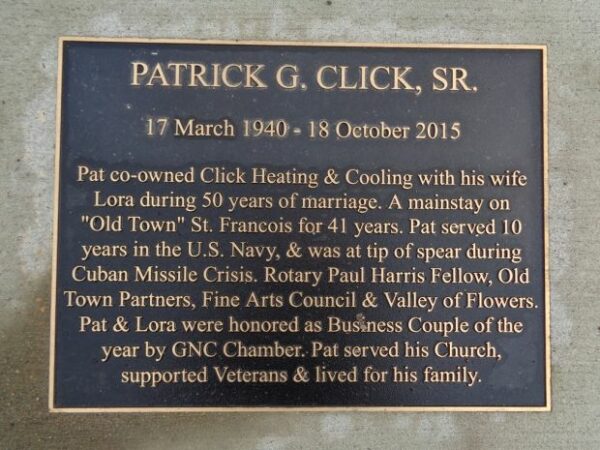 PATRICK G. CLICK, SR.
17 March 1940 - 18 October 2015
Pat co-owned Click Heating & Cooling with his wife
Lora during 50 years of marriage. A mainstay on
"Old Town" St. Francois for 41 years. Pat served 10
years in the U.S. Navy, & was at tip of spear during
Cuban Missile Crisis. Rotary Paul Harris Fellow, Old
Town Partners, Fine Arts Council & Valley of Flowers.
Pat & Lora were honored as Business Couple of the
year by GNC Chamber. Pat served his Church,
supported Veterans & lived for his family.